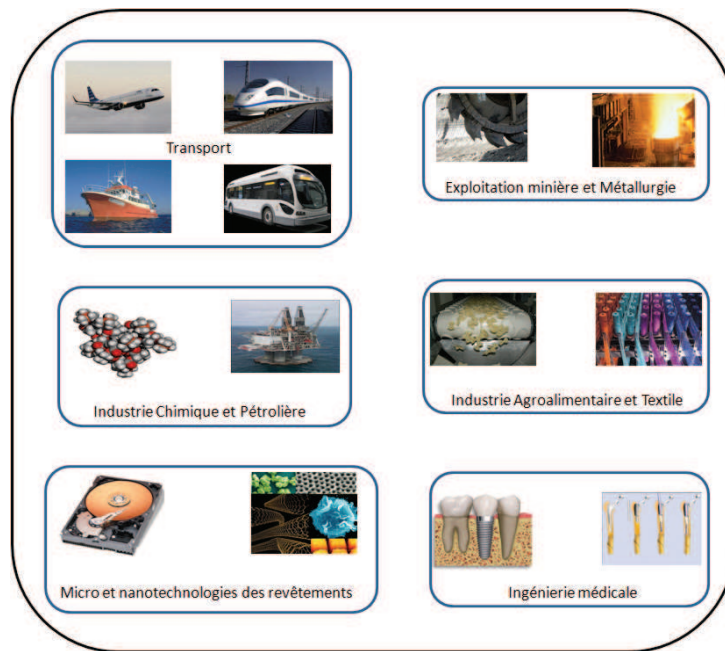 Transport
Exploitation minière et Métallurgie
Industrie Chimique et Pétrolière
Industrie Agroalimentaire et Textile
Micro et nanotechnologies des revêtements
Ingénierie médicale